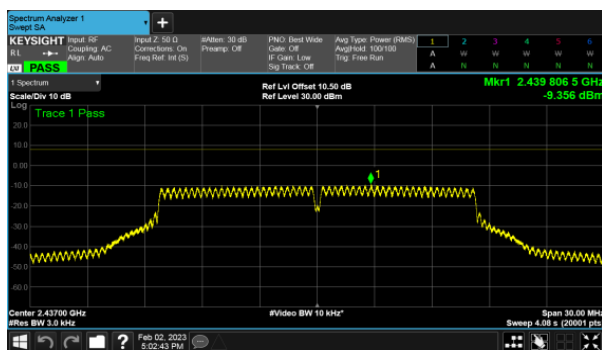 Spectrum Analyzer 1
Swept SA
+
KEYSIGHT
RL
Input: RF
Coupling: AC
Align: Auto
Input Z: 50 Ω
Corrections: On
Freq Ref: Int (S)
#Atten: 30 dB
Preamp: Off
PNO: Best Wide
Gate: Off
IF Gain: Low
Sig Track: Off
Avg Type: Power (RMS)
Avg|Hold: 100/100
Trig: Free Run
1 2 3 4 5 6
A W W W W W
A N N N N N
LXI PASS
1 Spectrum
Scale/Div 10 dB
Ref Lvl Offset 10.50 dB
Ref Level 30.00 dBm
Mkr1 2.439 806 5 GHz
-9.356 dBm
Log
Trace 1 Pass
20.0
10.0
0.00
-10.0
-20.0
-30.0
-40.0
-50.0
-60.0
1
Center 2.43700 GHz
#Res BW 3.0 kHz
#Video BW 10 kHz*
Span 30.00 MHz
Sweep 4.08 s (20001 pts)
?
Feb 02, 2023
5:02:43 PM